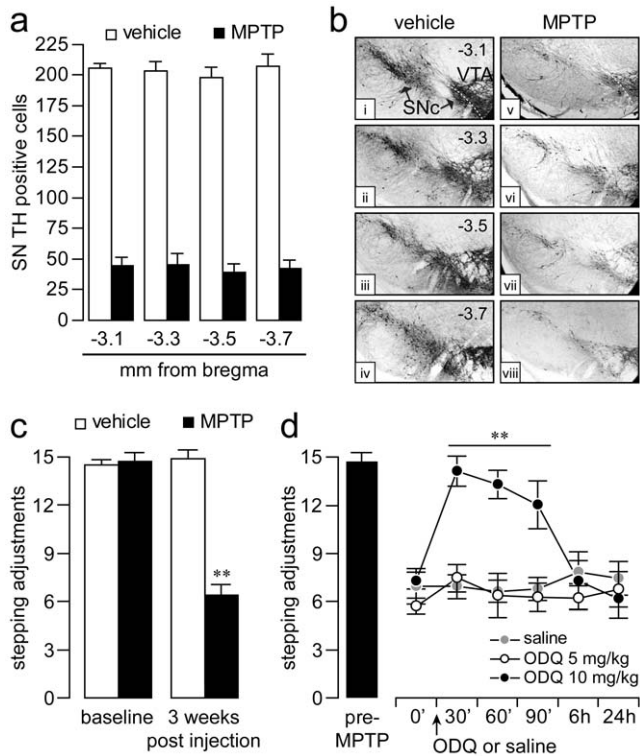 a
vehicle
MPTP
225
200
175
150
125
100
75
50
25
0
SN TH positive cells
-3.1
-3.3
-3.5
-3.7
mm from bregma
b
vehicle
MPTP
-3.1
VTA
SNc
i
v
-3.3
ii
vi
-3.5
iii
vii
-3.7
iv
viii
c
vehicle
MPTP
15
12
9
6
3
0
stepping adjustments
**
baseline
3 weeks
post injection
d
**
15
12
9
6
3
0
stepping adjustments
saline
ODQ 5 mg/kg
ODQ 10 mg/kg
pre-
MPTP
0’
30’
60’
90’
6h
24h
ODQ or saline